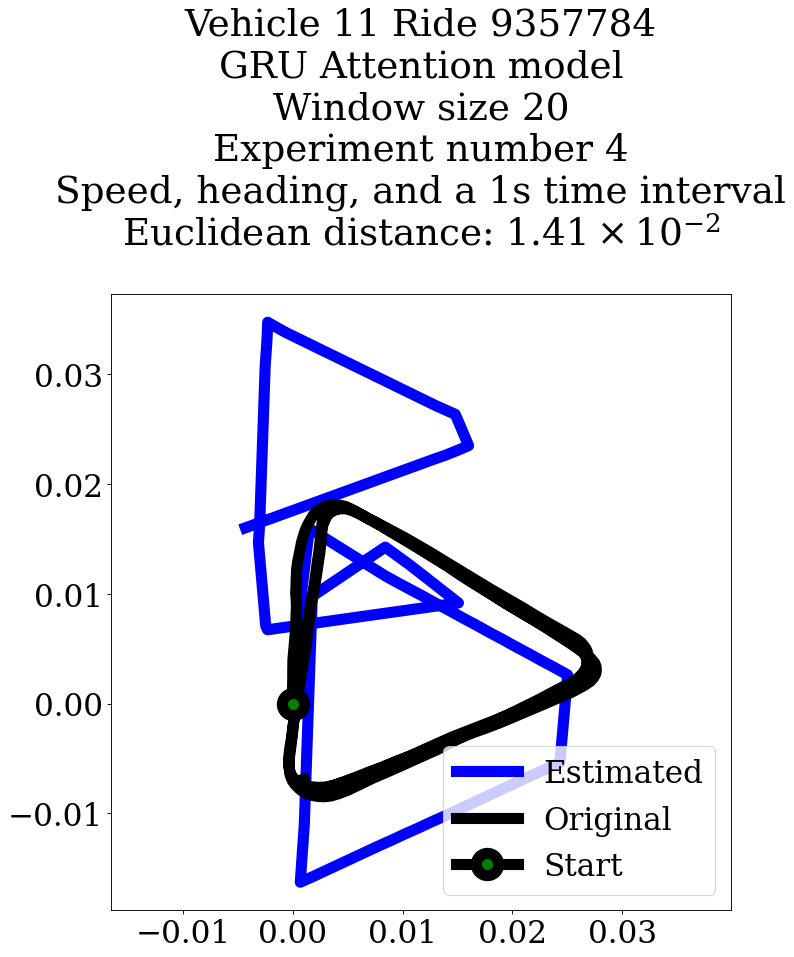 Vehicle 11 Ride 9357784
GRU Attention model
Window size 20
Experiment number 4
Speed, heading, and a 1s time interval
Euclidean distance: 1.41 × 10⁻²
0.03
0.02
0.01
0.00
−0.01
Estimated
Original
Start
−0.01 0.00 0.01 0.02 0.03